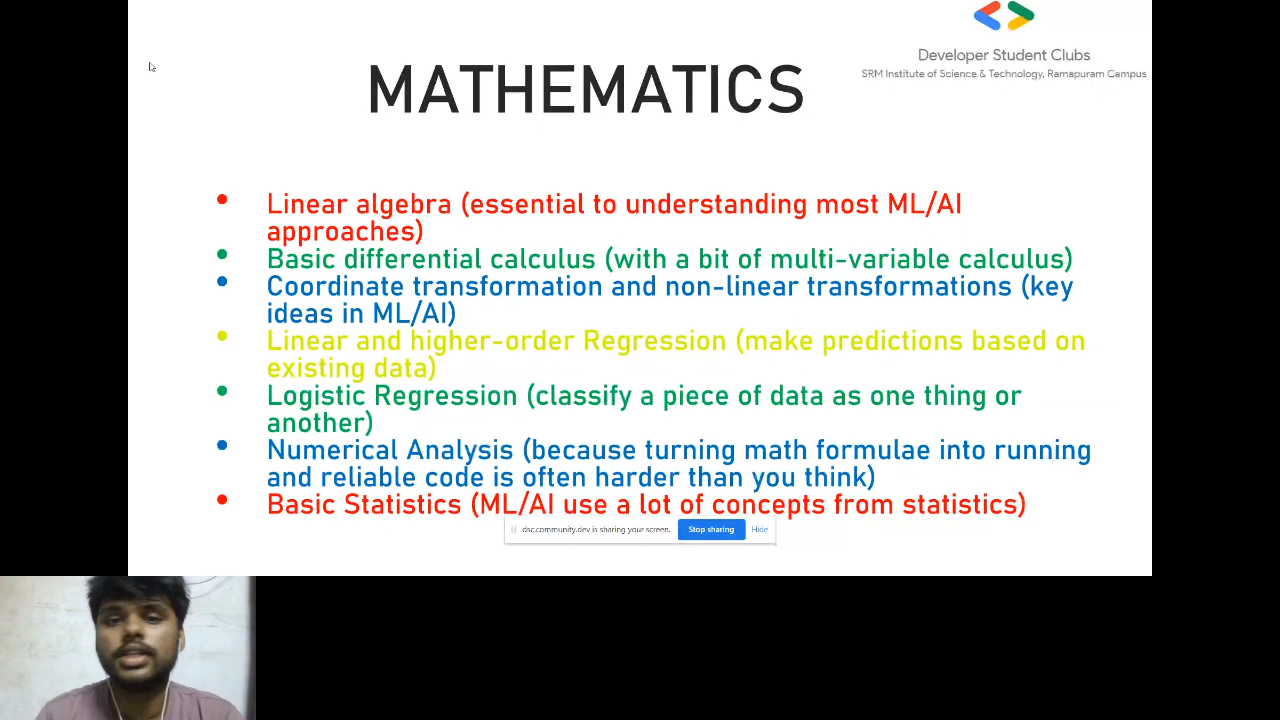 Developer Student Clubs
SRM Institute of Science & Technology, Ramapuram Campus
MATHEMATICS
• Linear algebra (essential to understanding most ML/AI
approaches)
• Basic differential calculus (with a bit of multi-variable calculus)
• Coordinate transformation and non-linear transformations (key
ideas in ML/AI)
• Linear and higher-order Regression (make predictions based on
existing data)
• Logistic Regression (classify a piece of data as one thing or
another)
• Numerical Analysis (because turning math formulae into running
and reliable code is often harder than you think)
• Basic Statistics (ML/AI use a lot of concepts from statistics)
dsc.community.dev is sharing your screen. Stop sharing Hide